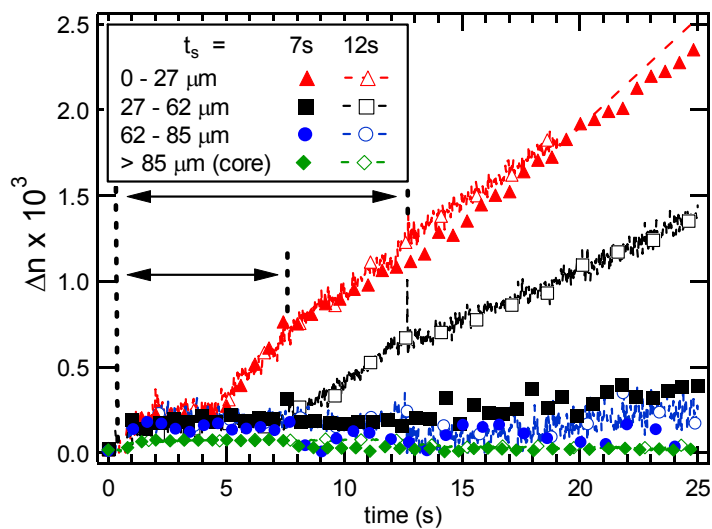 t_s = 7s 12s
0 - 27 μm
27 - 62 μm
62 - 85 μm
> 85 μm (core)
Δn x 10^3
2.5
2.0
1.5
1.0
0.5
0.0
0 5 10 15 20 25
time (s)